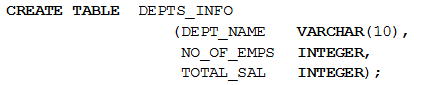 CREATE TABLE DEPTS_INFO
(DEPT_NAME VARCHAR(10),
NO_OF_EMPS INTEGER,
TOTAL_SAL INTEGER);